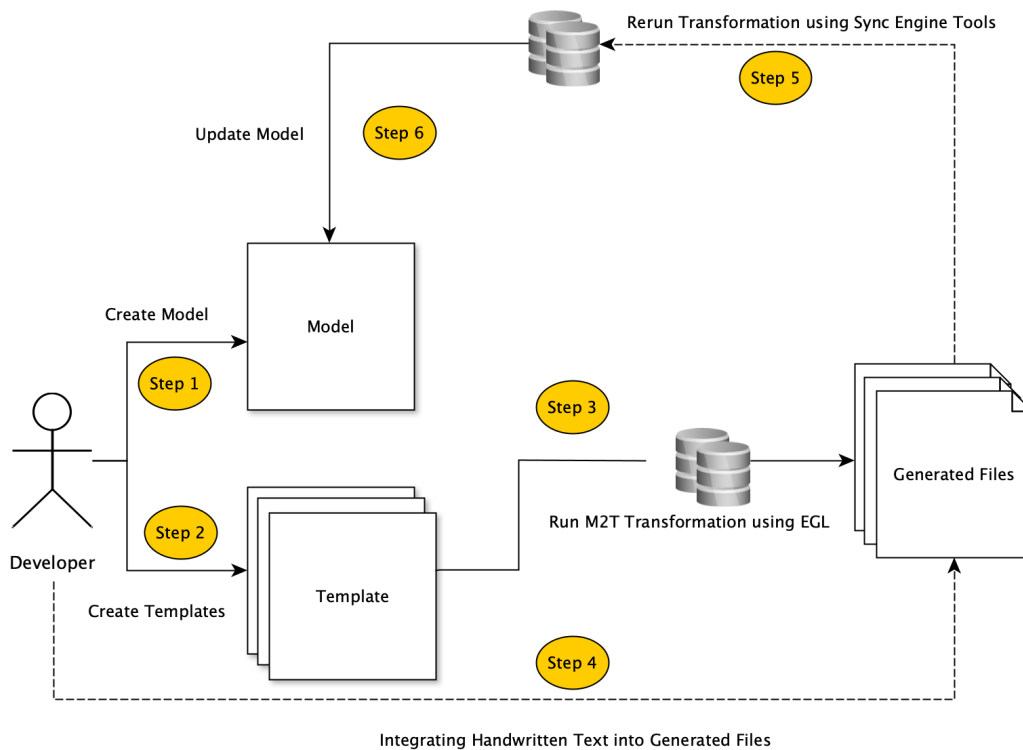 Rerun Transformation using Sync Engine Tools
Step 5
Update Model
Step 6
Create Model
Model
Step 1
Step 3
Generated Files
Run M2T Transformation using EGL
Step 2
Developer
Create Templates
Template
Step 4
Integrating Handwritten Text into Generated Files